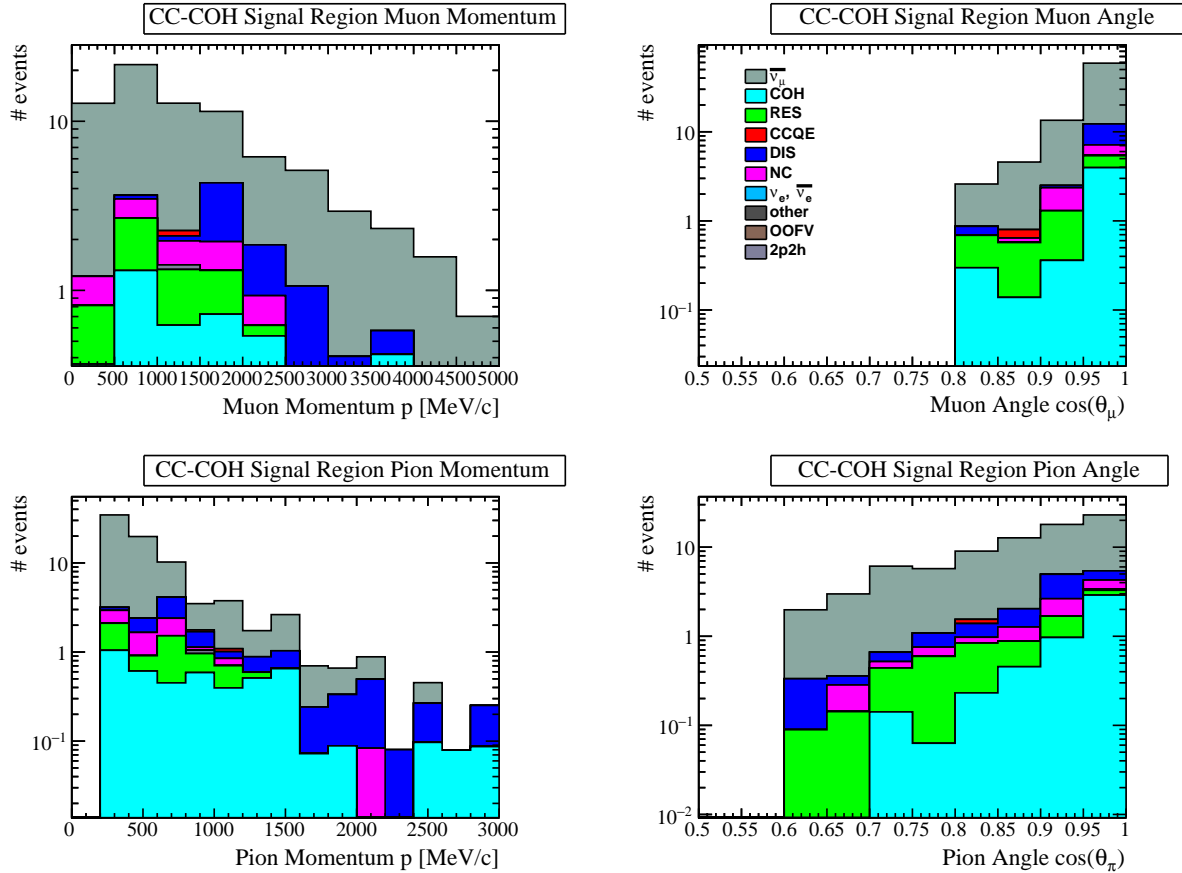 CC-COH Signal Region Muon Momentum
# events
10
1
0 500 1000 1500 2000 2500 3000 3500 4000 4500 5000
Muon Momentum p [MeV/c]
CC-COH Signal Region Muon Angle
# events
10
1
10⁻¹
ν̅_μ
COH
RES
CCQE
DIS
NC
ν_e, ν̅_e
other
OOFV
2p2h
0.5 0.55 0.6 0.65 0.7 0.75 0.8 0.85 0.9 0.95 1
Muon Angle cos(θ_μ)
CC-COH Signal Region Pion Momentum
# events
10
1
10⁻¹
0 500 1000 1500 2000 2500 3000
Pion Momentum p [MeV/c]
CC-COH Signal Region Pion Angle
# events
10
1
10⁻¹
10⁻²
0.5 0.55 0.6 0.65 0.7 0.75 0.8 0.85 0.9 0.95 1
Pion Angle cos(θ_π)